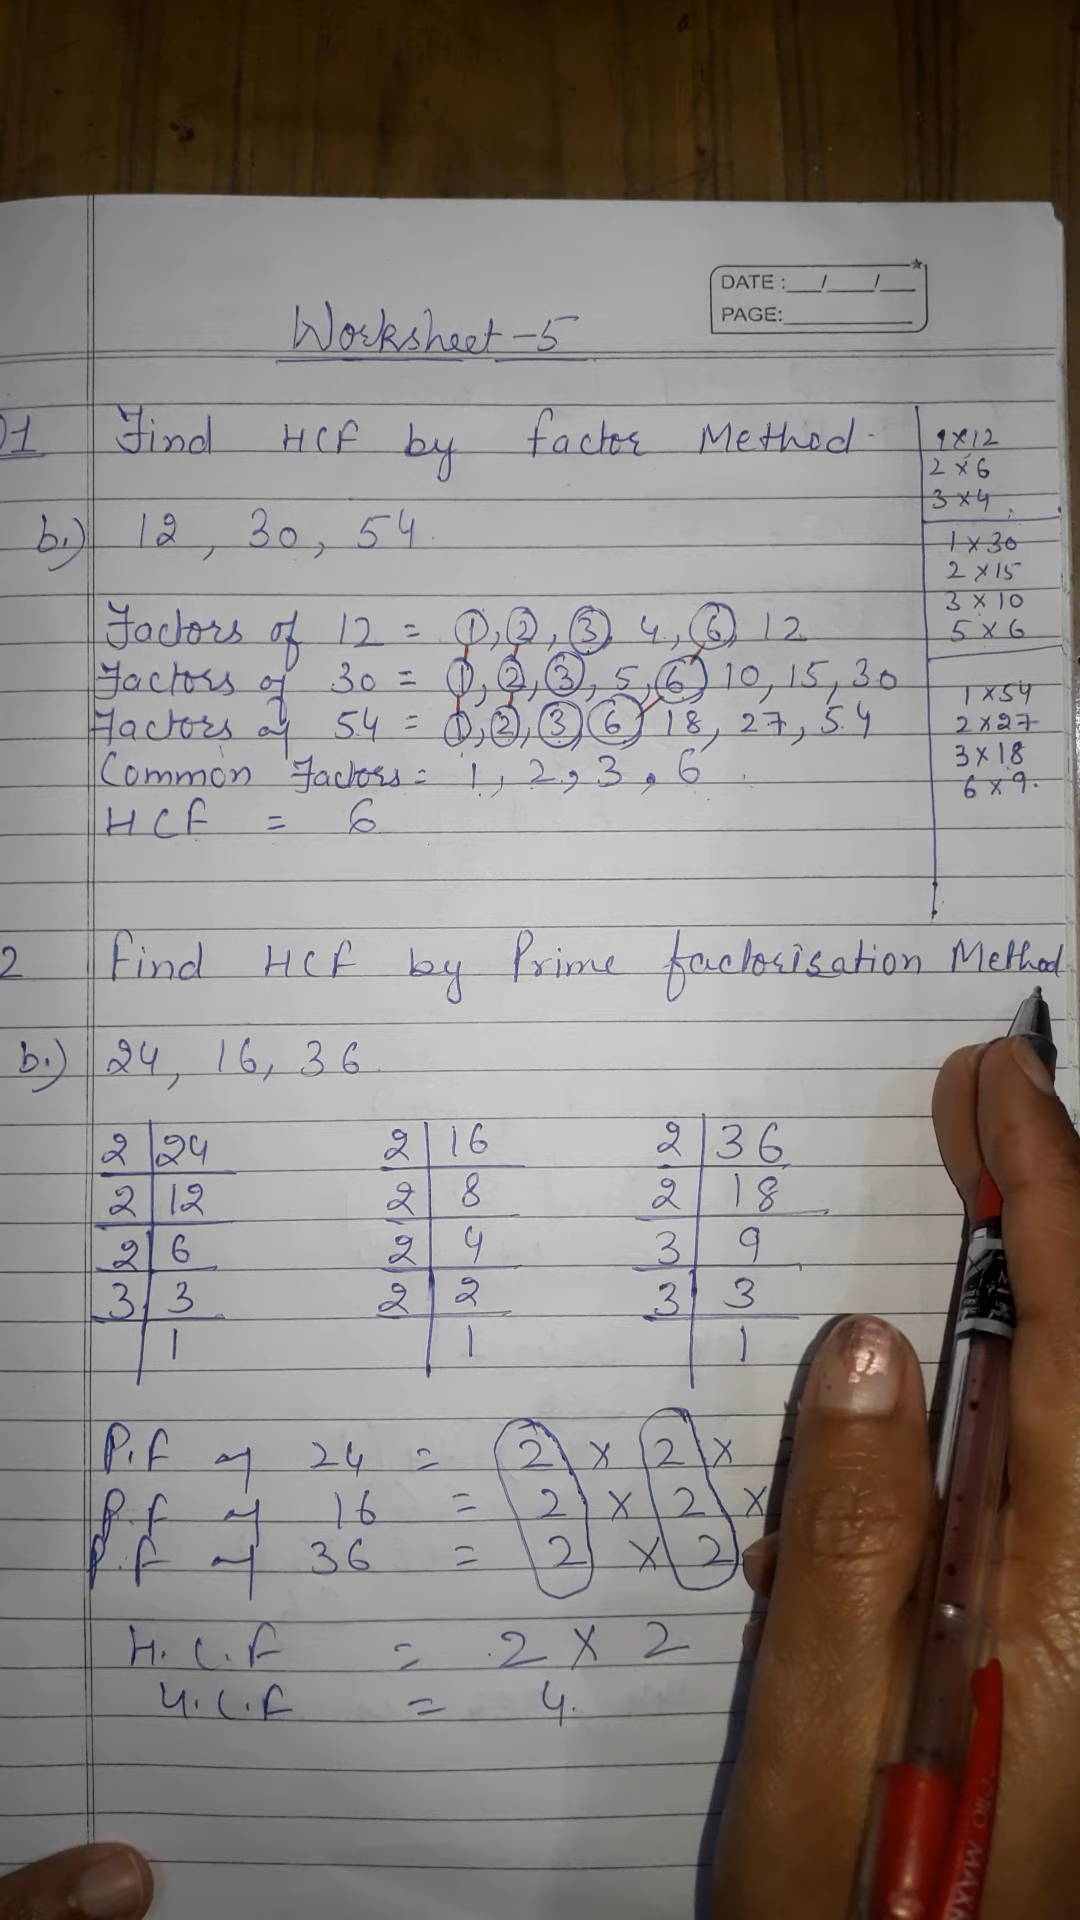 DATE : __/__/__
PAGE: ______
Worksheet - 5
Q1 Find HCF by factor Method.
b.) 12, 30, 54.
1 x 12
2 x 6
3 x 4
1 x 30
2 x 15
3 x 10
5 x 6
1 x 54
2 x 27
3 x 18
6 x 9.
Factors of 12 = 1, 2, 3, 4, 6, 12
Factors of 30 = 1, 2, 3, 5, 6, 10, 15, 30
Factors of 54 = 1, 2, 3, 6, 18, 27, 54
Common Factors = 1, 2, 3, 6
HCF = 6
2 Find HCF by Prime factorisation Method
b.) 24, 16, 36
2 | 24 2 | 16 2 | 36
2 | 12 2 | 8 2 | 18
2 | 6 2 | 4 3 | 9
3 | 3 2 | 2 3 | 3
| 1 | 1 | 1
P.F of 24 = 2 x 2 x
P.F of 16 = 2 x 2 x
P.F of 36 = 2 x 2
H.C.F = 2 x 2
H.C.F = 4.